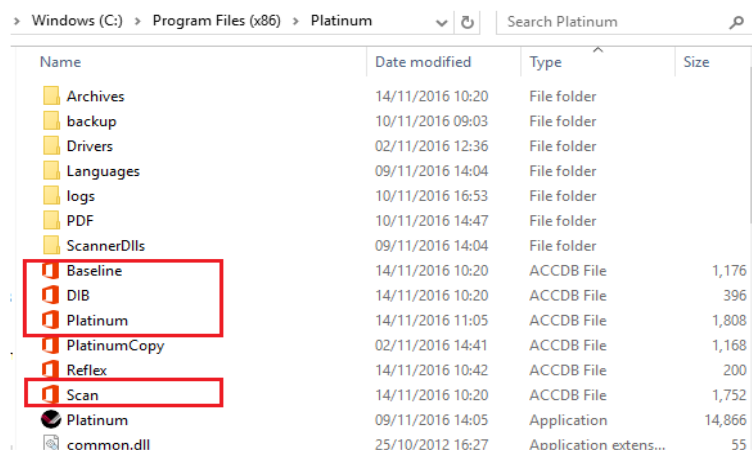 › Windows (C:) › Program Files (x86) › Platinum Search Platinum
Name Date modified Type Size
Archives 14/11/2016 10:20 File folder
backup 10/11/2016 09:03 File folder
Drivers 02/11/2016 12:36 File folder
Languages 09/11/2016 14:04 File folder
logs 10/11/2016 16:53 File folder
PDF 10/11/2016 14:47 File folder
ScannerDlls 09/11/2016 14:04 File folder
Baseline 14/11/2016 10:20 ACCDB File 1,176
DIB 14/11/2016 10:20 ACCDB File 396
Platinum 14/11/2016 11:05 ACCDB File 1,808
PlatinumCopy 02/11/2016 14:41 ACCDB File 1,168
Reflex 14/11/2016 10:42 ACCDB File 200
Scan 14/11/2016 10:20 ACCDB File 1,752
Platinum 09/11/2016 14:05 Application 14,866
common.dll 25/10/2012 16:27 Application extens... 55